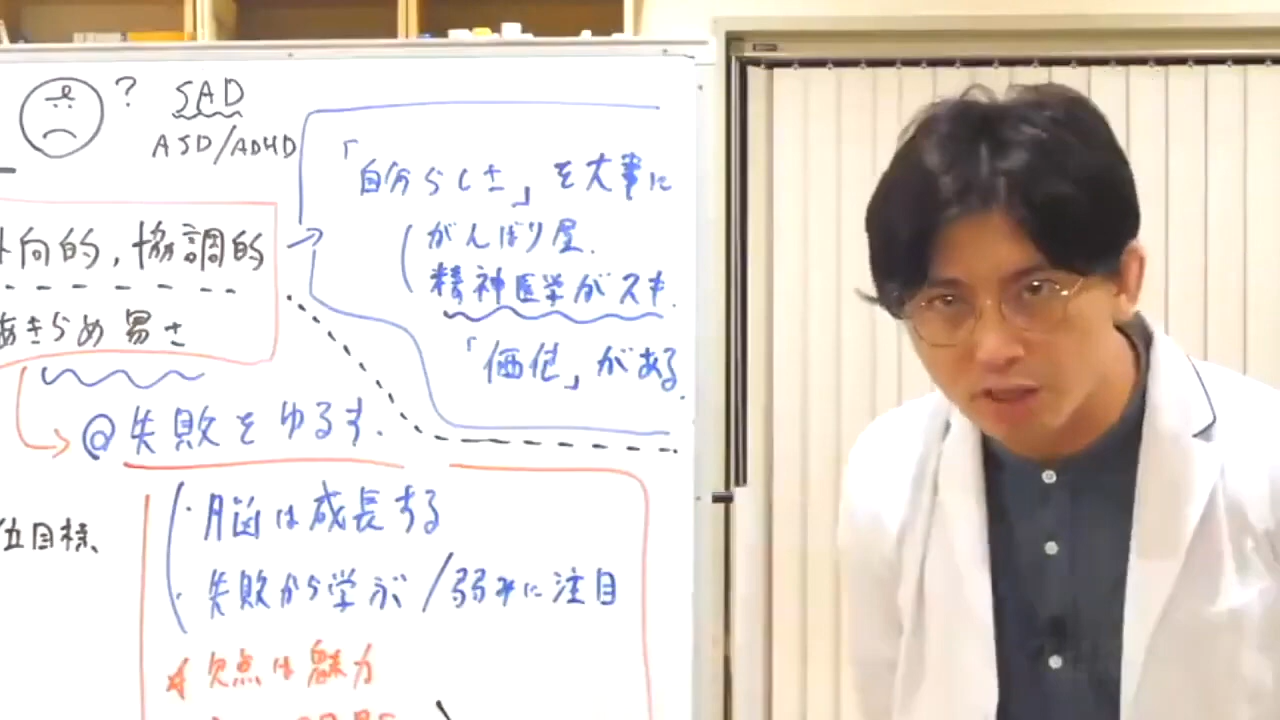 ? SAD
ASD/ADHD
「自分らしさ」を大事に
がんばり屋.
精神医学がスキ.
「価値」がある.
外向的,協調的
あきらめ易さ
@失敗をゆるす.
・脳は成長する
・失敗から学ぶ/弱みに注目
位目標、
★欠点は魅力